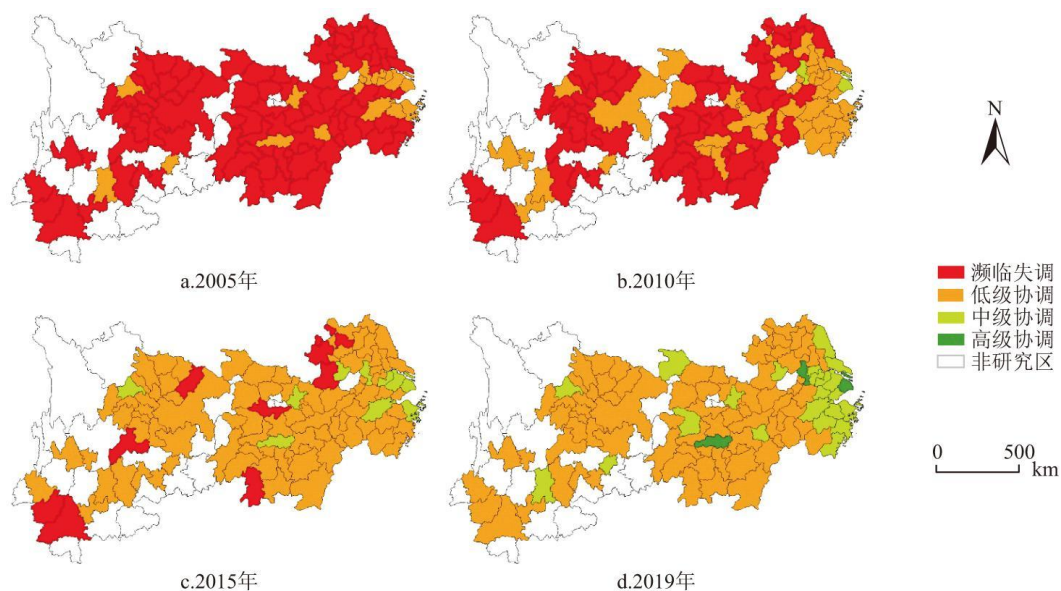 a.2005年
b.2010年
N
濒临失调
低级协调
中级协调
高级协调
非研究区
0 500
km
c.2015年
d.2019年